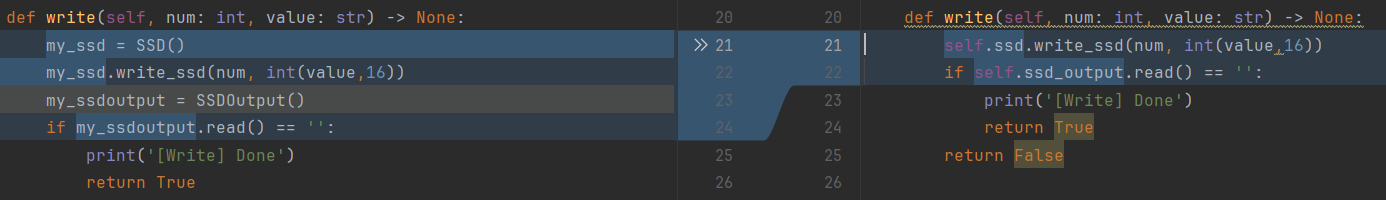 def write(self, num: int, value: str) -> None:
    my_ssd = SSD()
    my_ssd.write_ssd(num, int(value,16))
    my_ssdoutput = SSDOutput()
    if my_ssdoutput.read() == '':
        print('[Write] Done')
        return True
20
21
22
23
24
25
26
20
21
22
23
24
25
26
def write(self, num: int, value: str) -> None:
    self.ssd.write_ssd(num, int(value,16))
    if self.ssd_output.read() == '':
        print('[Write] Done')
        return True
    return False